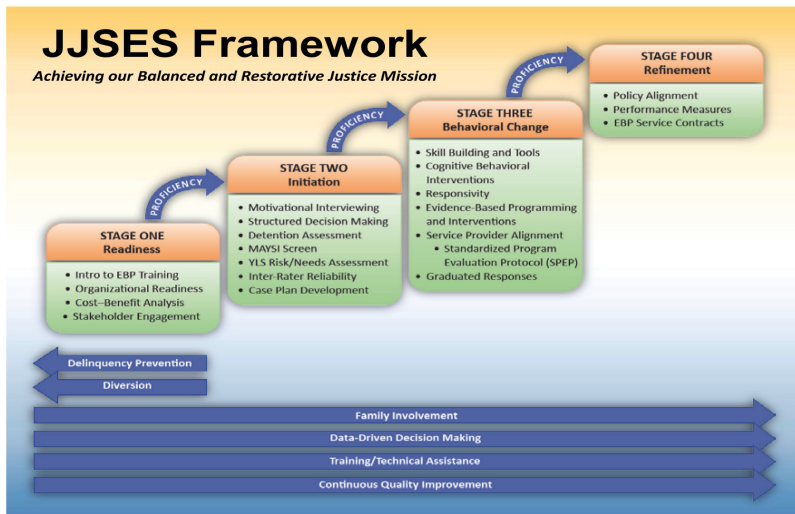 JJSES Framework
Achieving our Balanced and Restorative Justice Mission
STAGE ONE
Readiness
• Intro to EBP Training
• Organizational Readiness
• Cost–Benefit Analysis
• Stakeholder Engagement
PROFICIENCY
STAGE TWO
Initiation
• Motivational Interviewing
• Structured Decision Making
• Detention Assessment
• MAYSI Screen
• YLS Risk/Needs Assessment
• Inter-Rater Reliability
• Case Plan Development
PROFICIENCY
STAGE THREE
Behavioral Change
• Skill Building and Tools
• Cognitive Behavioral
Interventions
• Responsivity
• Evidence-Based Programming
and Interventions
• Service Provider Alignment
• Standardized Program
Evaluation Protocol (SPEP)
• Graduated Responses
PROFICIENCY
STAGE FOUR
Refinement
• Policy Alignment
• Performance Measures
• EBP Service Contracts
Delinquency Prevention
Diversion
Family Involvement
Data-Driven Decision Making
Training/Technical Assistance
Continuous Quality Improvement